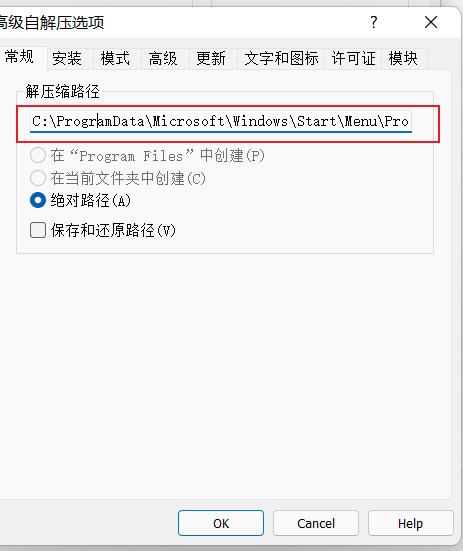 高级自解压选项 ?
常规 安装 模式 高级 更新 文字和图标 许可证 模块
解压缩路径
C:\ProgramData\Microsoft\Windows\Start\Menu\Pro
在“Program Files”中创建(P)
在当前文件夹中创建(C)
绝对路径(A)
保存和还原路径(V)
OK Cancel Help